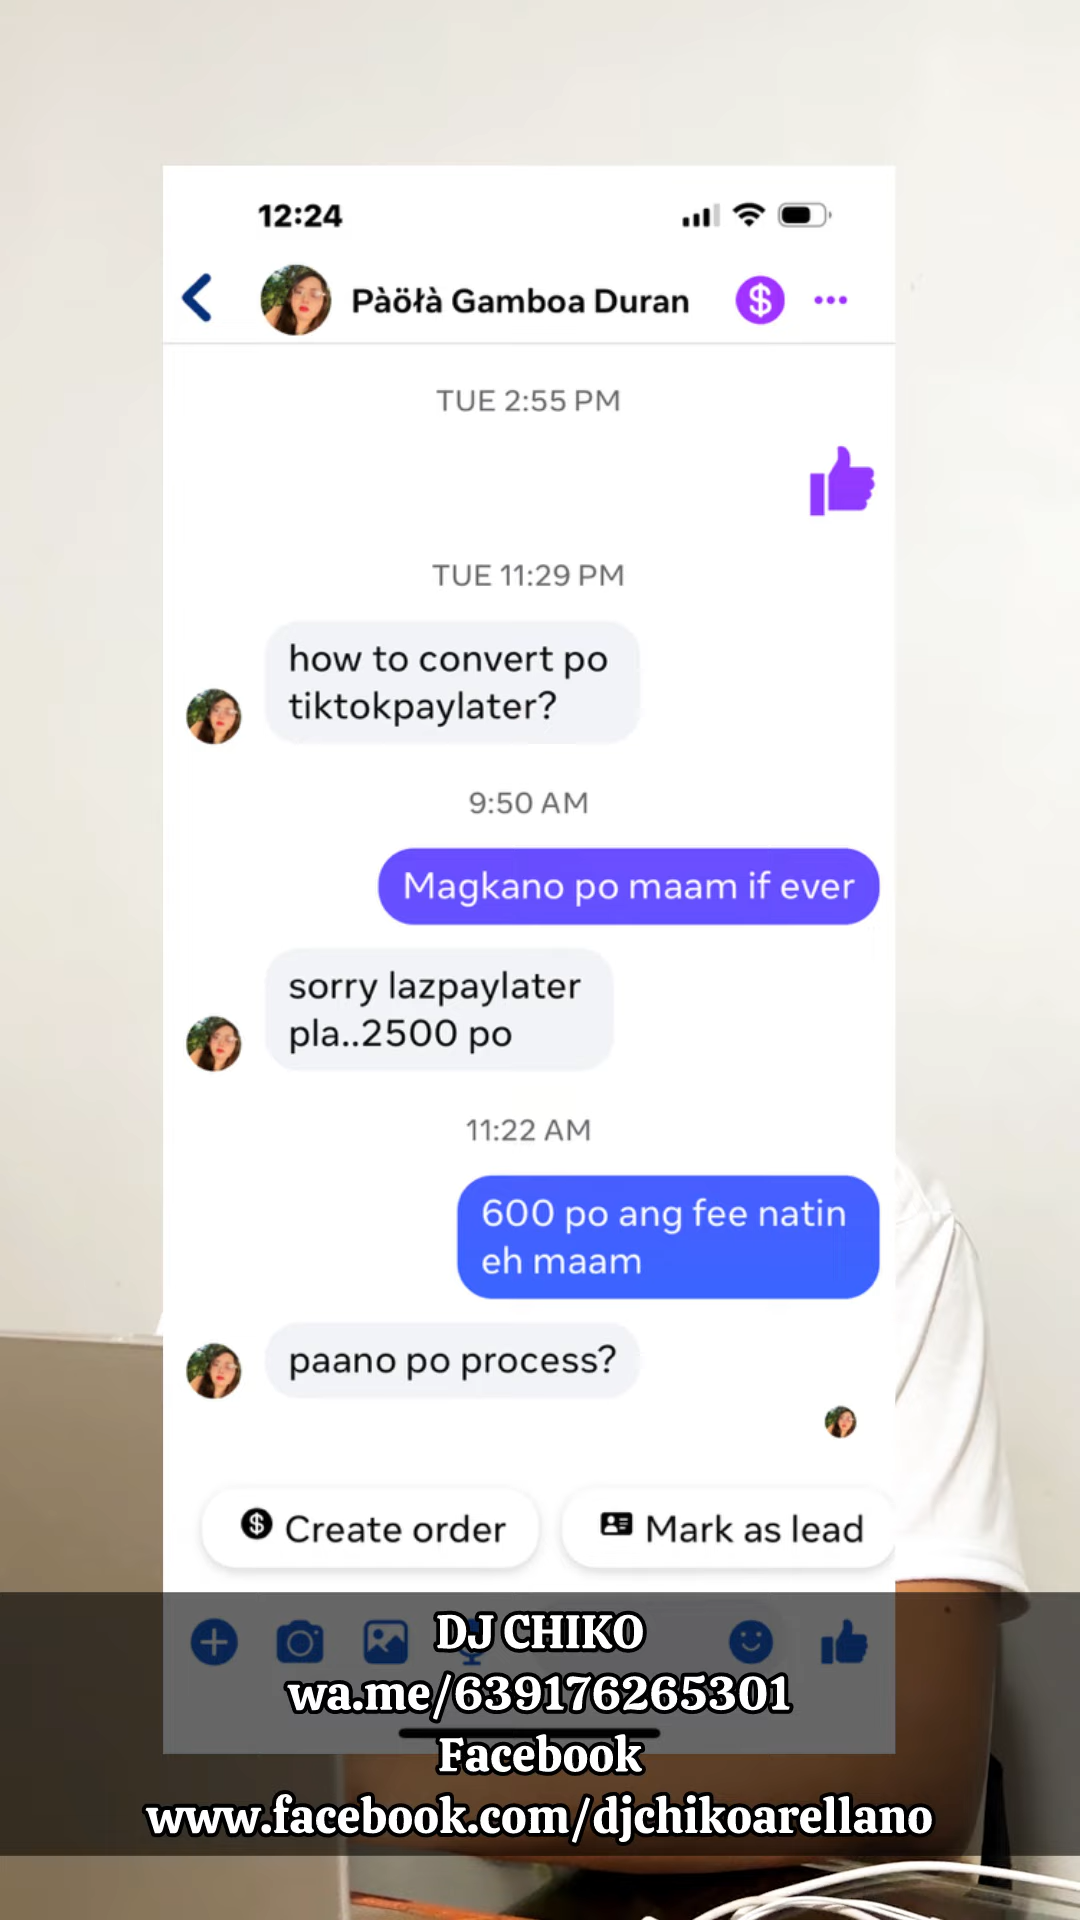 12:24
Pàöłà Gamboa Duran
TUE 2:55 PM
TUE 11:29 PM
how to convert po
tiktokpaylater?
9:50 AM
Magkano po maam if ever
sorry lazpaylater
pla..2500 po
11:22 AM
600 po ang fee natin
eh maam
paano po process?
Create order
Mark as lead
DJ CHIKO
wa.me/639176265301
Facebook
www.facebook.com/djchikoarellano